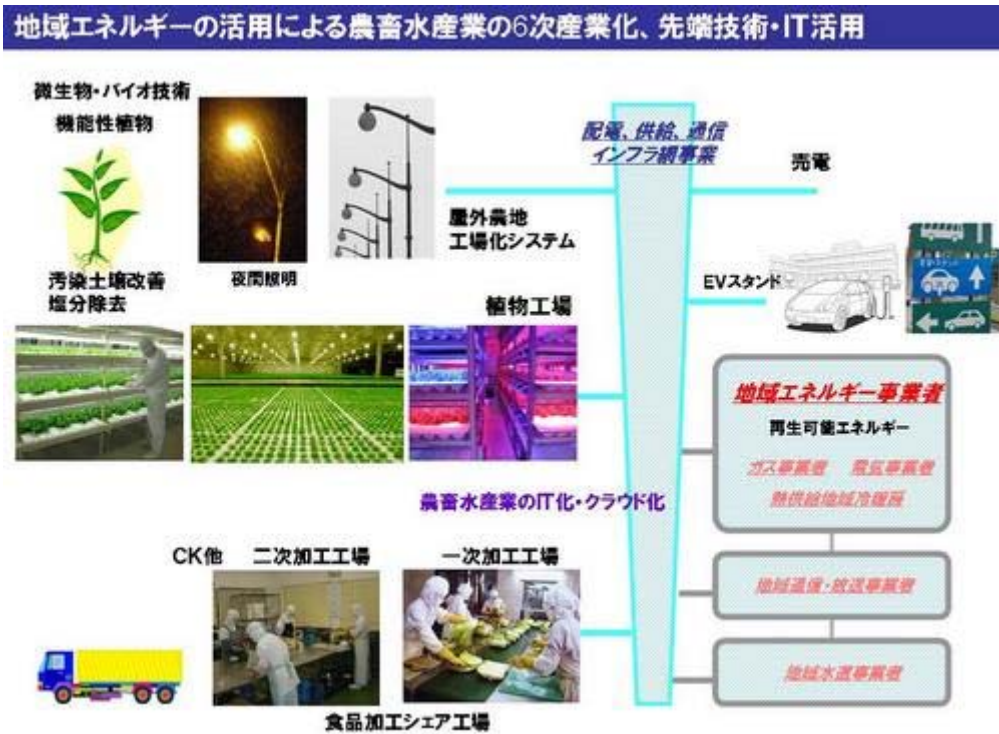 地域エネルギーの活用による農畜水産業の6次産業化、先端技術・IT活用
微生物・バイオ技術
機能性植物
汚染土壌改善
塩分除去
夜間照明
屋外農地
工場化システム
配電、供給、通信
インフラ網事業
売電
EVスタンド
植物工場
地域エネルギー事業者
再生可能エネルギー
ガス事業者 電気事業者
熱供給地域冷暖房
農畜水産業のIT化・クラウド化
CK他 二次加工工場 一次加工工場
地域通信・放送事業者
地域水道事業者
食品加工シェア工場